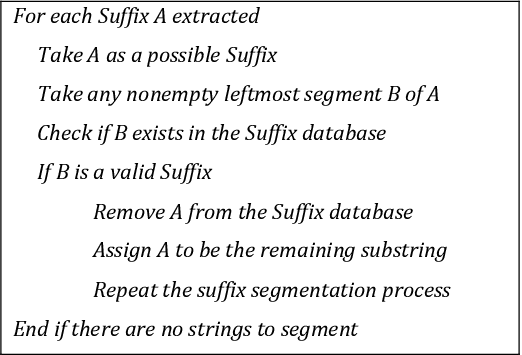 For each Suffix A extracted
Take A as a possible Suffix
Take any nonempty leftmost segment B of A
Check if B exists in the Suffix database
If B is a valid Suffix
Remove A from the Suffix database
Assign A to be the remaining substring
Repeat the suffix segmentation process
End if there are no strings to segment